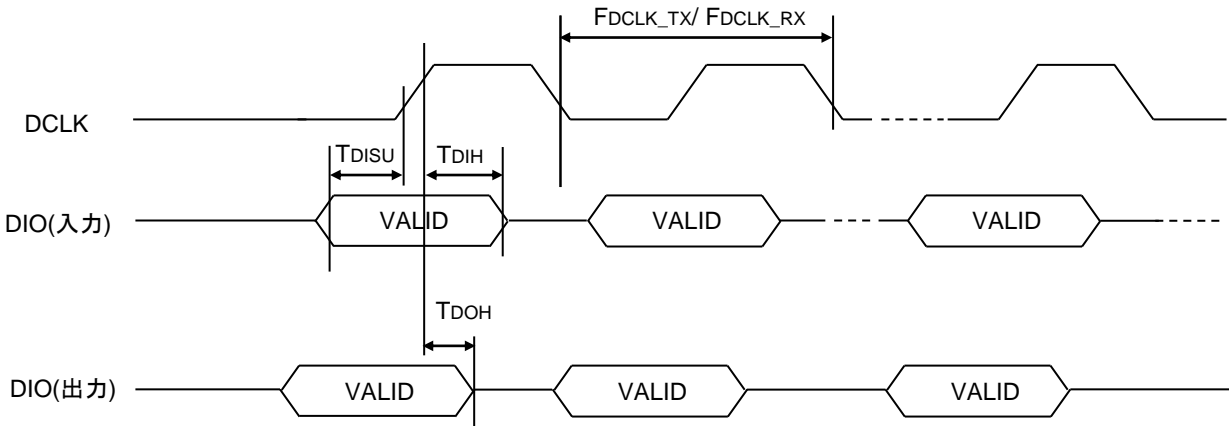 FDCLK_TX/ FDCLK_RX
DCLK
TDISU
TDIH
DIO(入力)
VALID
VALID
VALID
TDOH
DIO(出力)
VALID
VALID
VALID